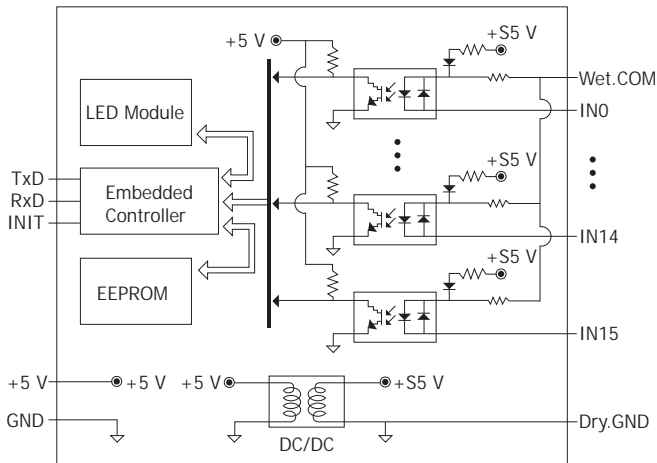 +5 V
+S5 V
Wet.COM
LED Module
IN0
+S5 V
TxD
RxD
INIT
Embedded
Controller
IN14
+S5 V
EEPROM
IN15
+5 V
+5 V
+5 V
+S5 V
GND
Dry.GND
DC/DC